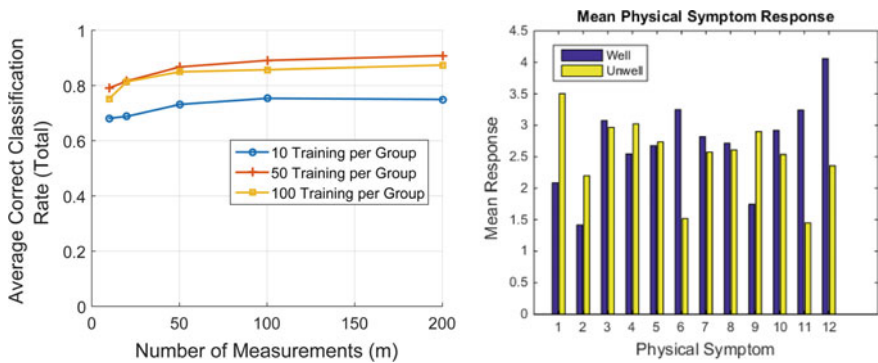 1
0.8
0.6
0.4
0.2
0
0 50 100 150 200
Average Correct Classification
Rate (Total)
Number of Measurements (m)
10 Training per Group
50 Training per Group
100 Training per Group
Mean Physical Symptom Response
4.5
4
3.5
3
2.5
2
1.5
1
0.5
0
1 2 3 4 5 6 7 8 9 10 11 12
Mean Response
Physical Symptom
Well
Unwell